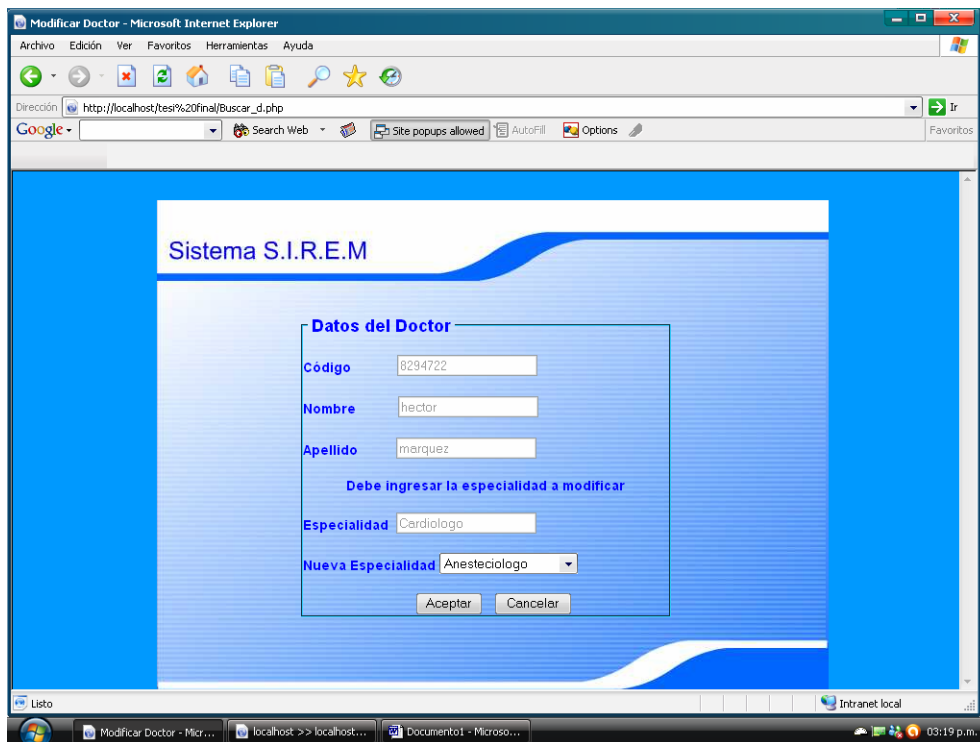 Modificar Doctor - Microsoft Internet Explorer
Archivo Edición Ver Favoritos Herramientas Ayuda
Dirección http://localhost/tesi%20final/Buscar_d.php Ir
Google Search Web Site popups allowed AutoFill Options Favoritos
Sistema S.I.R.E.M
Datos del Doctor
Código 8294722
Nombre hector
Apellido marquez
Debe ingresar la especialidad a modificar
Especialidad Cardiologo
Nueva Especialidad Anesteciologo
Aceptar Cancelar
Listo Intranet local
Modificar Doctor - Micr... localhost >> localhost... Documento1 - Microso... 03:19 p.m.